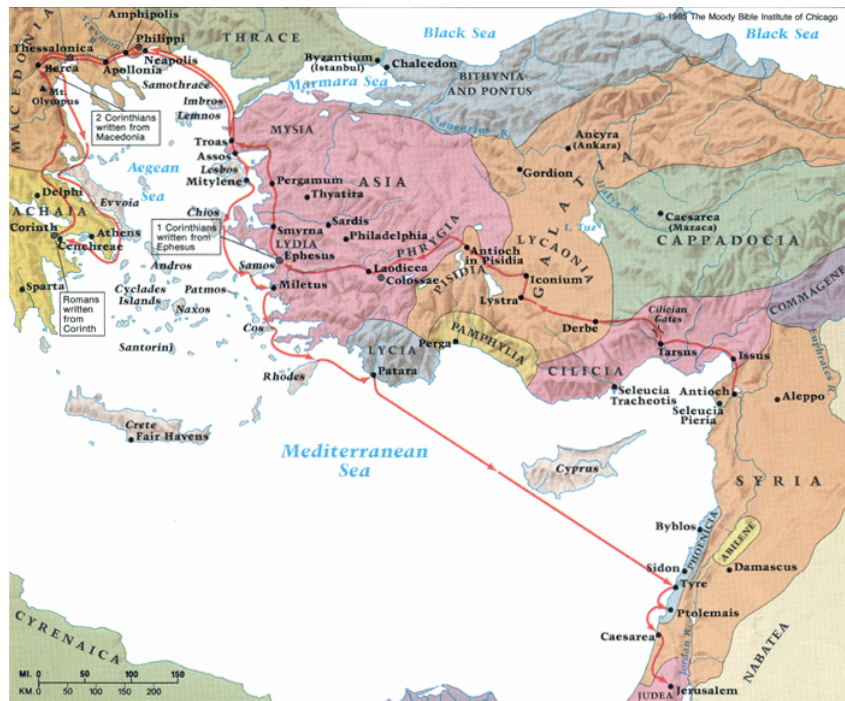 © 1985 The Moody Bible Institute of Chicago
Amphipolis
Philippi
Thessalonica
Neapolis
Berea
Apollonia
Strymon R.
MACEDONIA
Mt.
Olympus
THRACE
Black Sea
Black Sea
Byzantium
(Istanbul)
Chalcedon
Marmara Sea
BITHYNIA
AND PONTUS
Samothrace
Imbros
Lemnos
2 Corinthians
written from
Macedonia
Aegean
Sea
Troas
Assos
Lesbos
Mitylene
MYSIA
ASIA
Pergamum
Thyatira
Sangarius R.
Ancyra
(Ankara)
Gordion
GALATIA
Halys R.
L. Tuz
Caesarea
(Mazaca)
CAPPADOCIA
COMMAGENE
Delphi
ACHAIA
Evvoia
Chios
Corinth
Athens
Cenchreae
1 Corinthians
written from
Ephesus
Smyrna
Sardis
LYDIA
Philadelphia
Ephesus
PHRYGIA
LYCAONIA
Antioch
in Pisidia
Laodicea
Colossae
PISIDIA
Iconium
Lystra
Derbe
Cilician
Gates
Tarsus
Issus
Euphrates R.
Andros
Samos
Miletus
Sparta
Romans
written
from
Corinth
Cyclades
Islands
Patmos
Naxos
Santorini
Cos
LYCIA
Patara
Perga
PAMPHYLIA
CILICIA
Seleucia
Tracheotis
Antioch
Seleucia
Pieria
Aleppo
Rhodes
Crete
Fair Havens
Mediterranean
Sea
Cyprus
SYRIA
Byblos
PHOENICIA
ABILENE
Sidon
Damascus
Tyre
Ptolemais
Caesarea
Jordan R.
NABATEA
Jerusalem
JUDEA
CYRENAICA
MI. 0 50 100 150
KM. 0 50 100 150 200